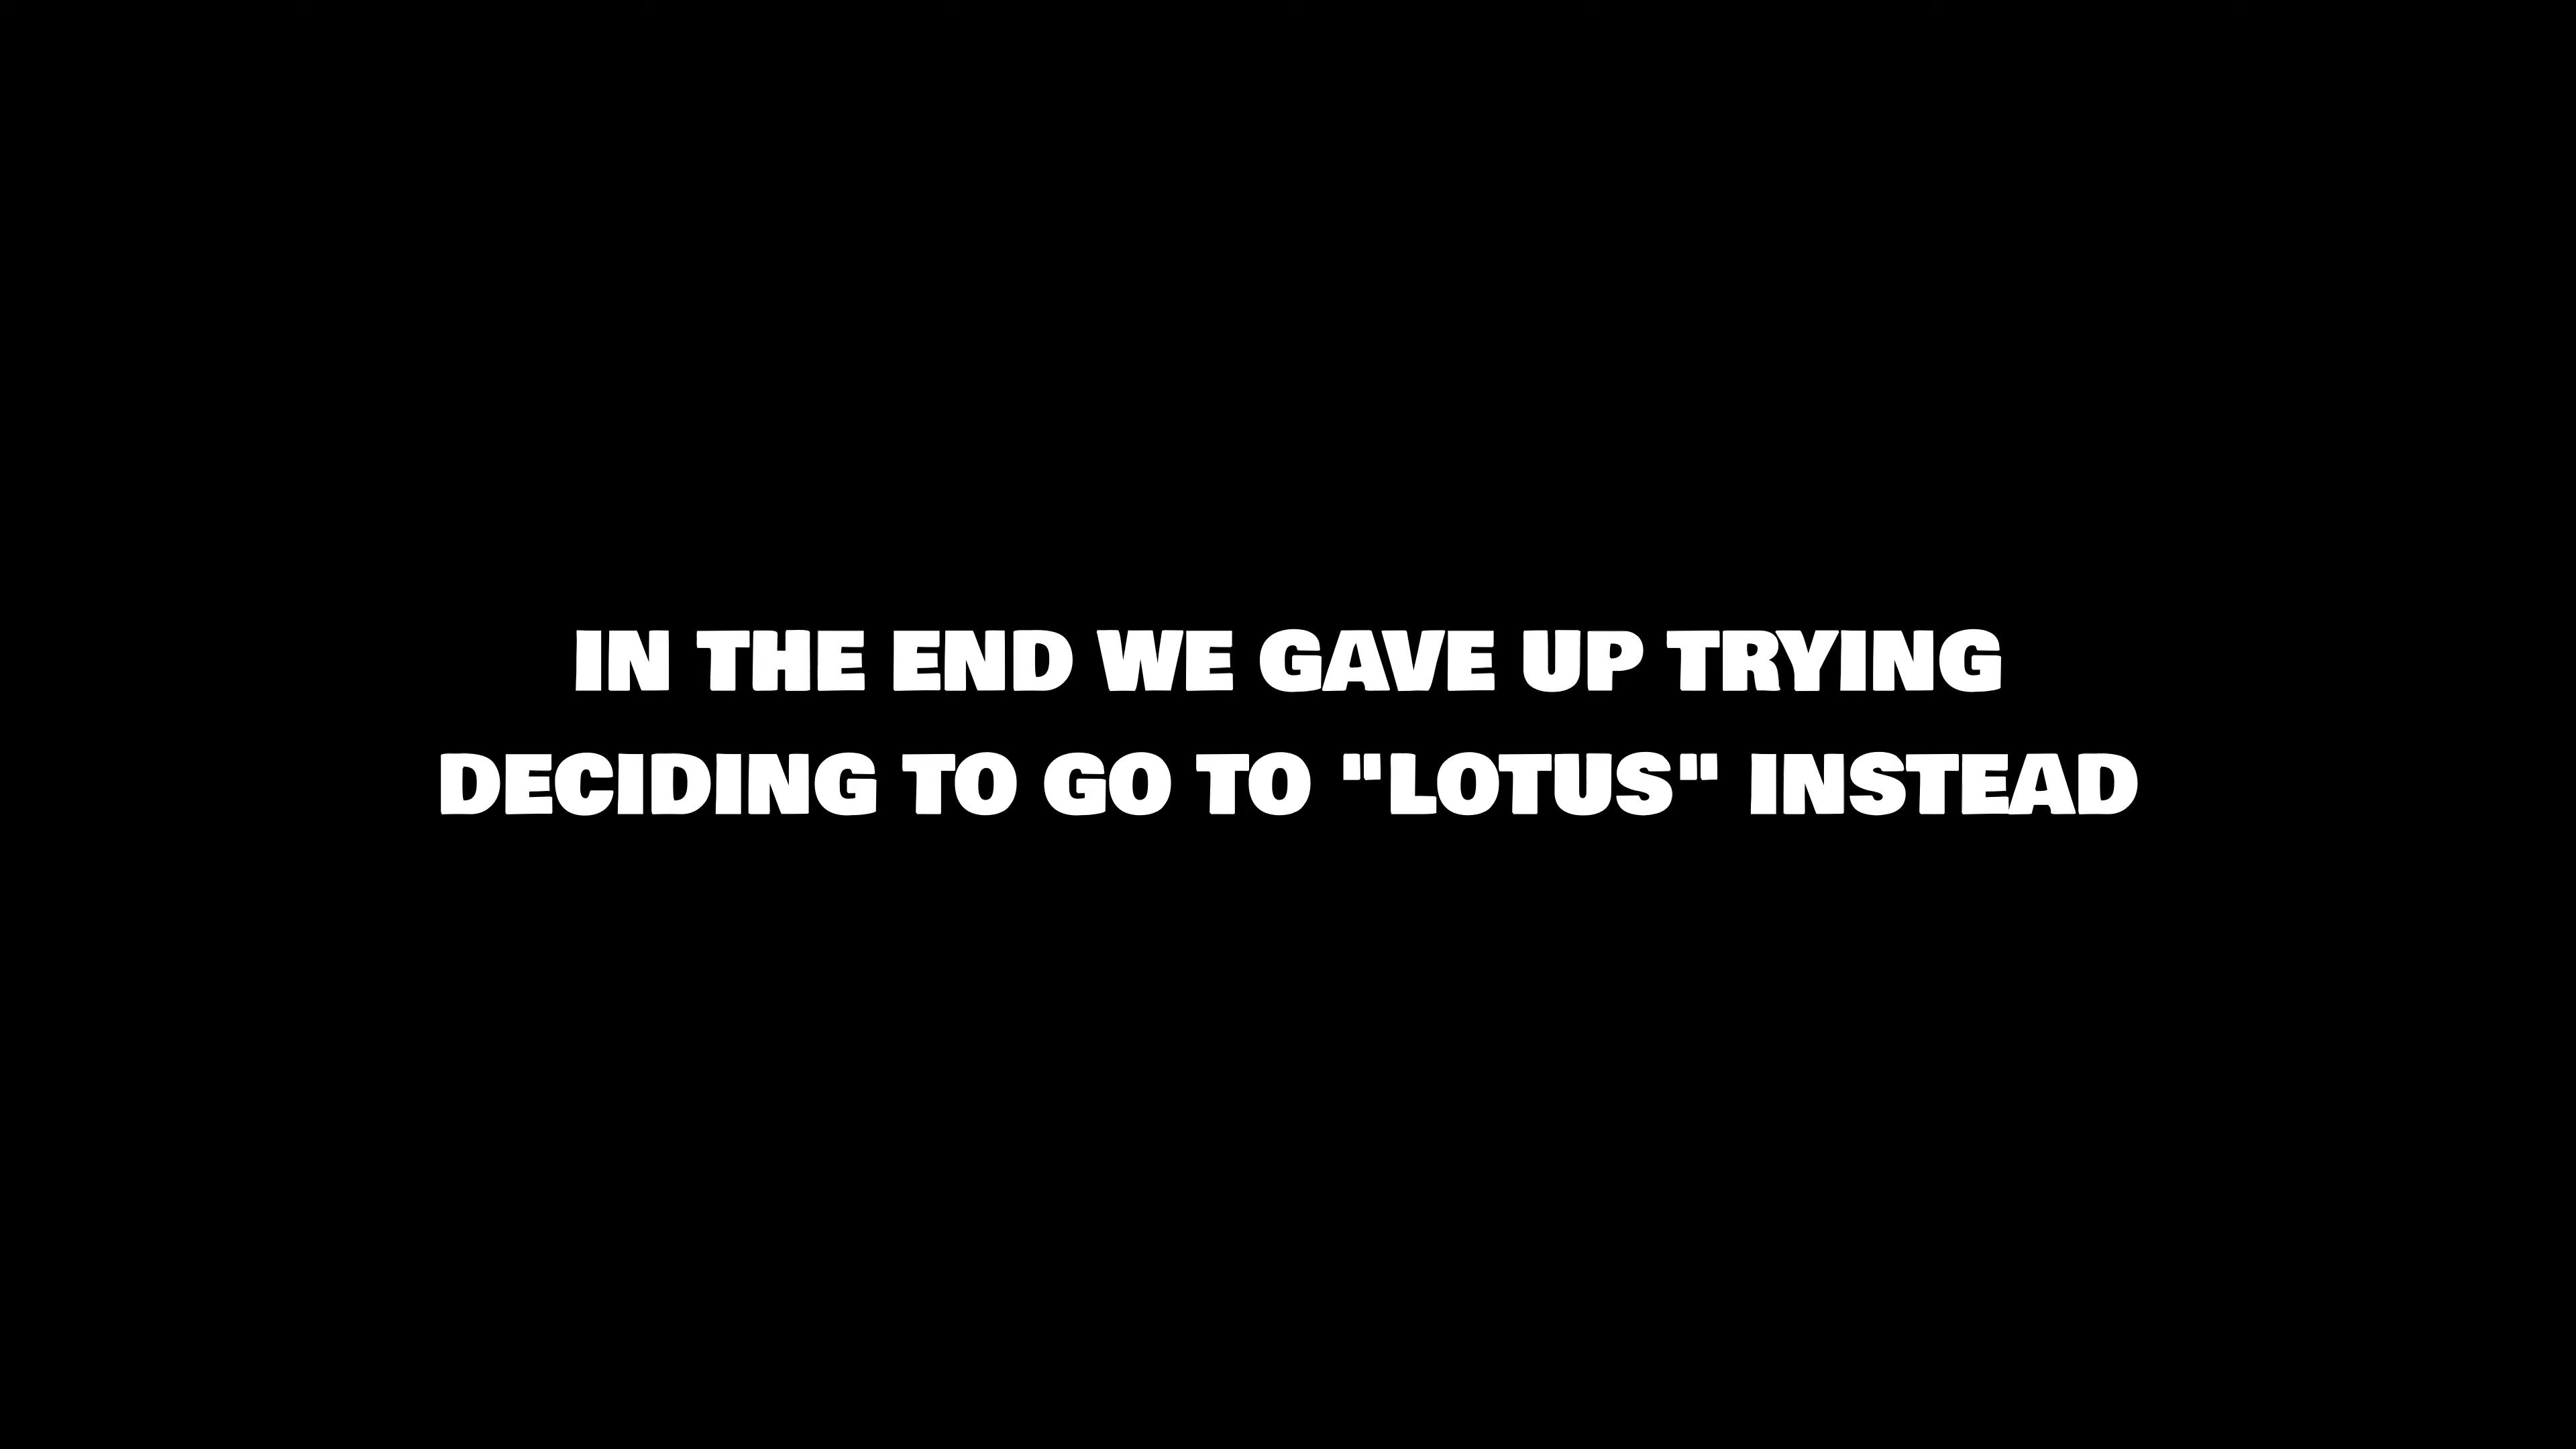 IN THE END WE GAVE UP TRYING
DECIDING TO GO TO "LOTUS" INSTEAD